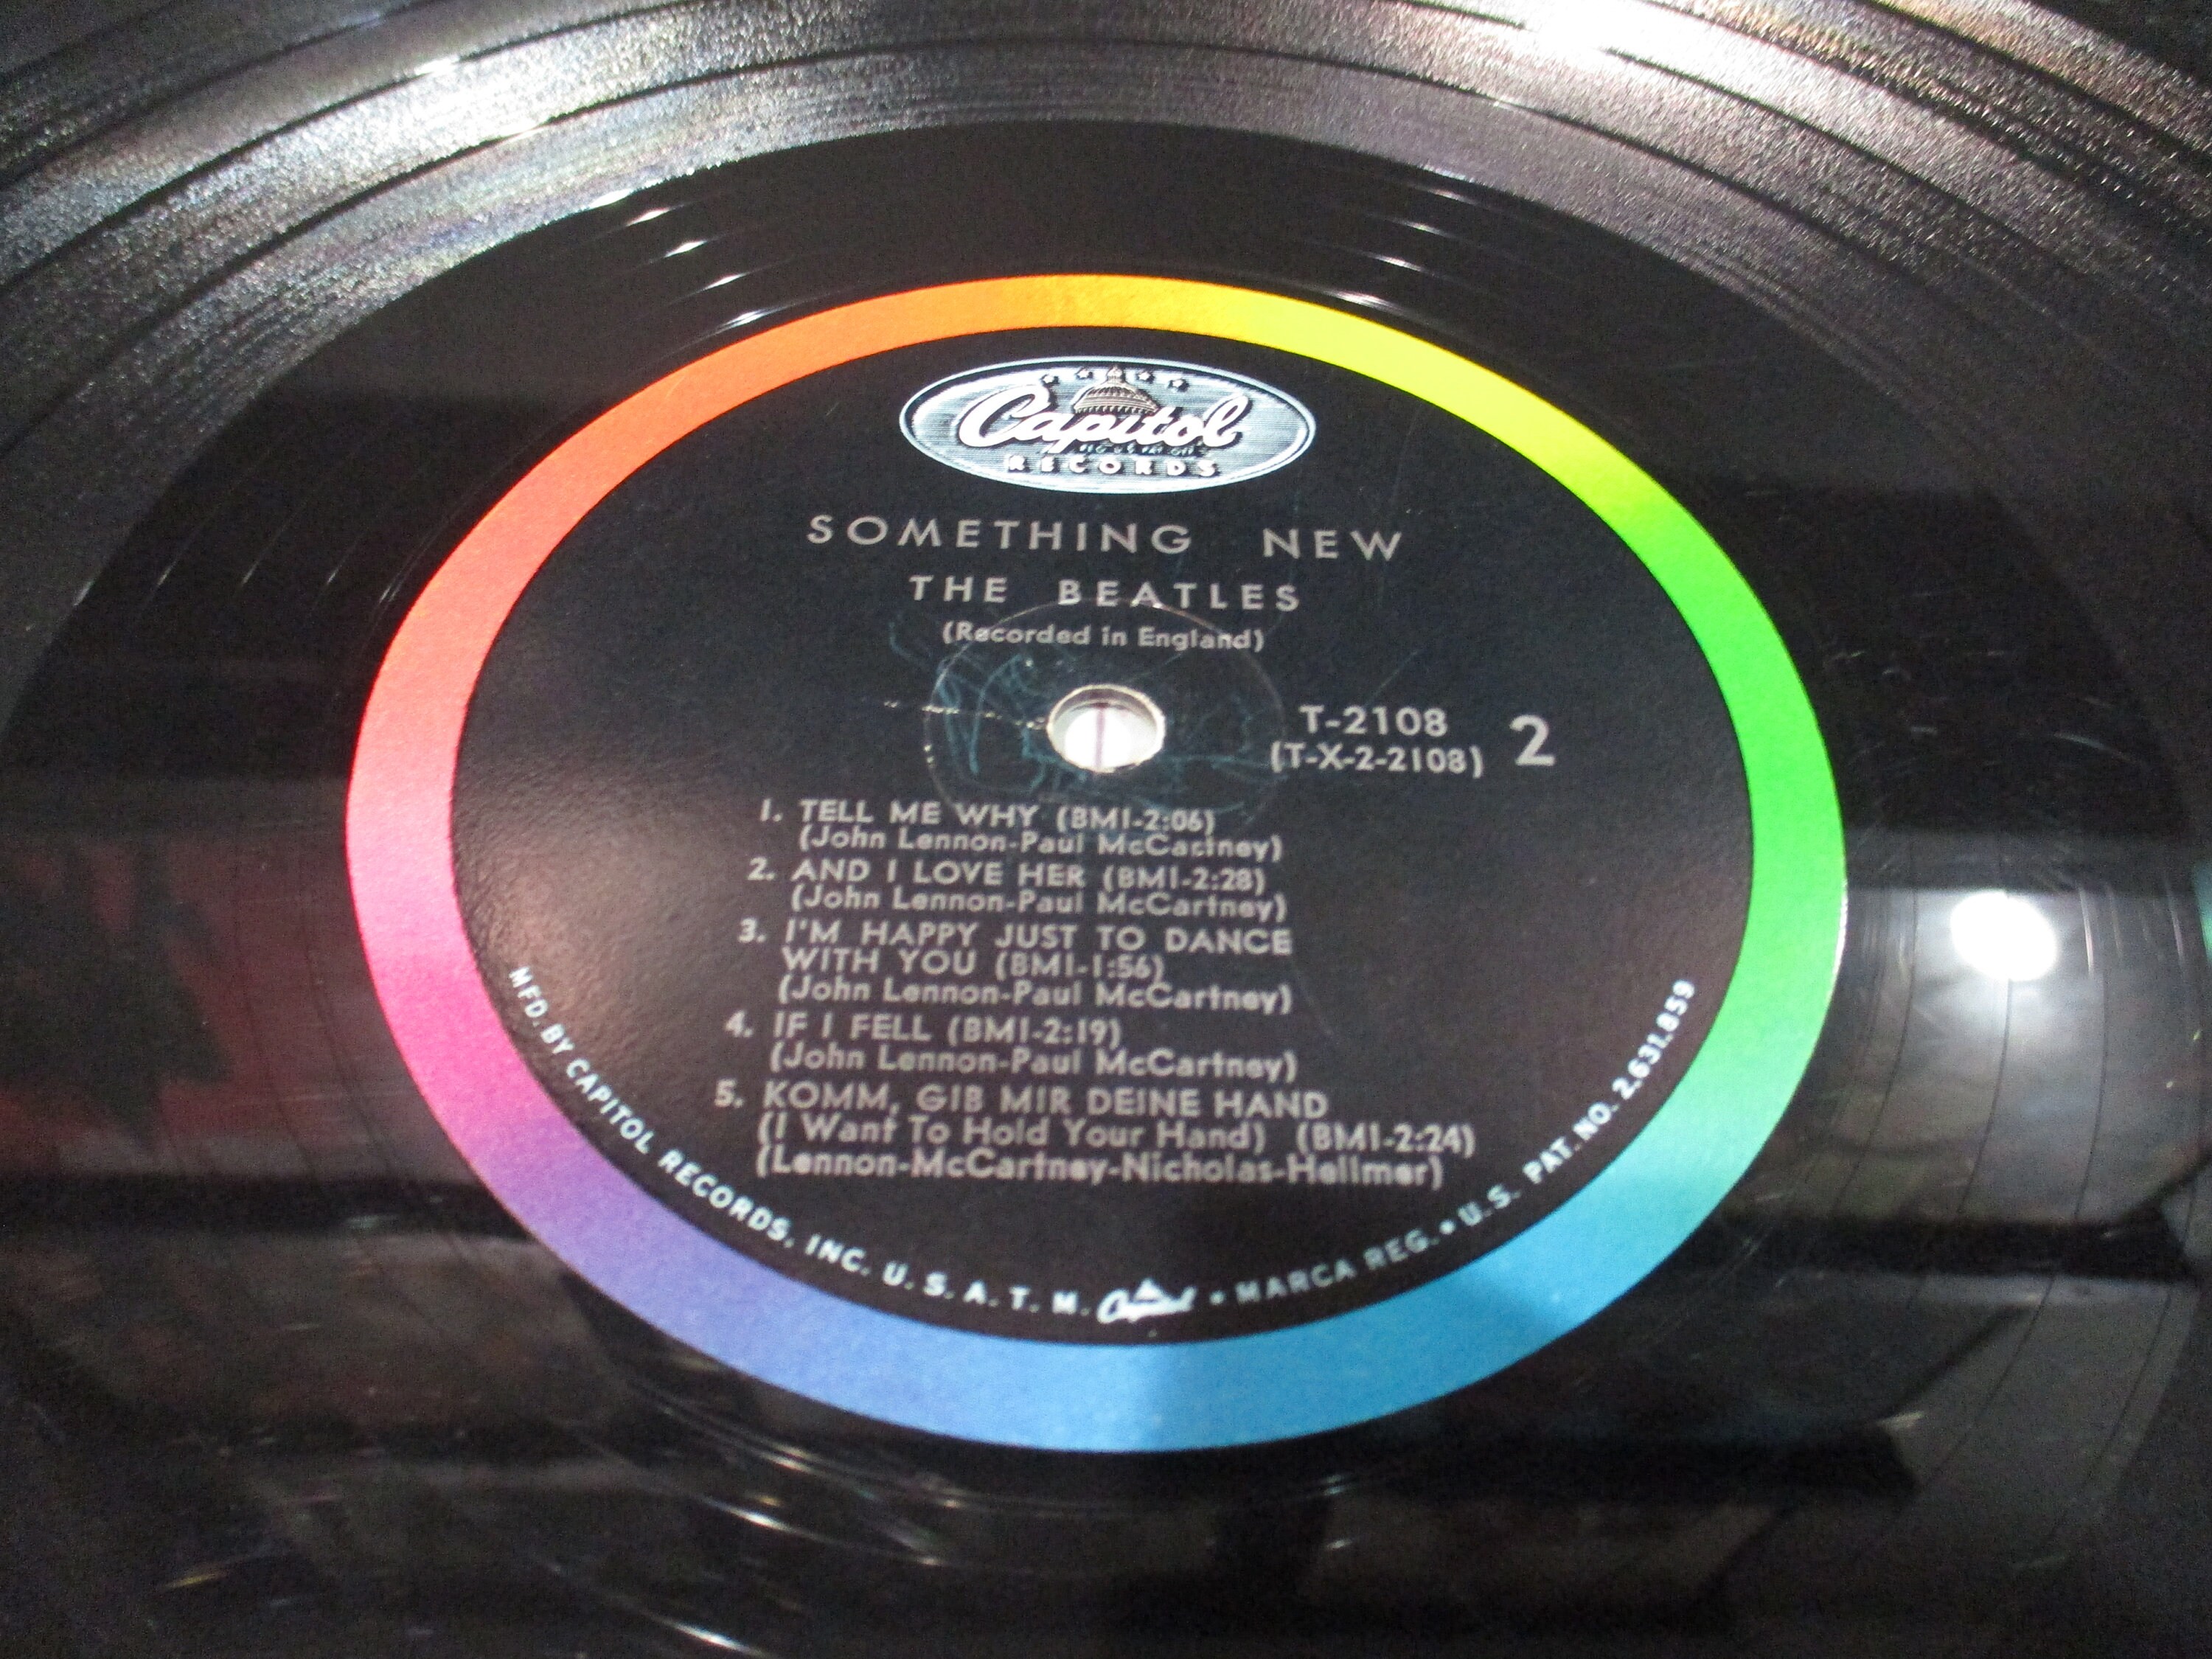 Capitol
RECORDS
SOMETHING NEW
THE BEATLES
(Recorded in England)
T-2108
(T-X-2-2108)
2
1. TELL ME WHY (BMI-2:06)
(John Lennon-Paul McCartney)
2. AND I LOVE HER (BMI-2:28)
(John Lennon-Paul McCartney)
3. I'M HAPPY JUST TO DANCE
WITH YOU (BMI-1:56)
(John Lennon-Paul McCartney)
4. IF I FELL (BMI-2:19)
(John Lennon-Paul McCartney)
5. KOMM, GIB MIR DEINE HAND
(I Want To Hold Your Hand) (BMI-2:24)
(Lennon-McCartney-Nicholas-Hellmer)
MFD. BY CAPITOL RECORDS, INC. U. S. A. T. M. Capitol • MARCA REG. • U.S. PAT. NO. 2,631,859